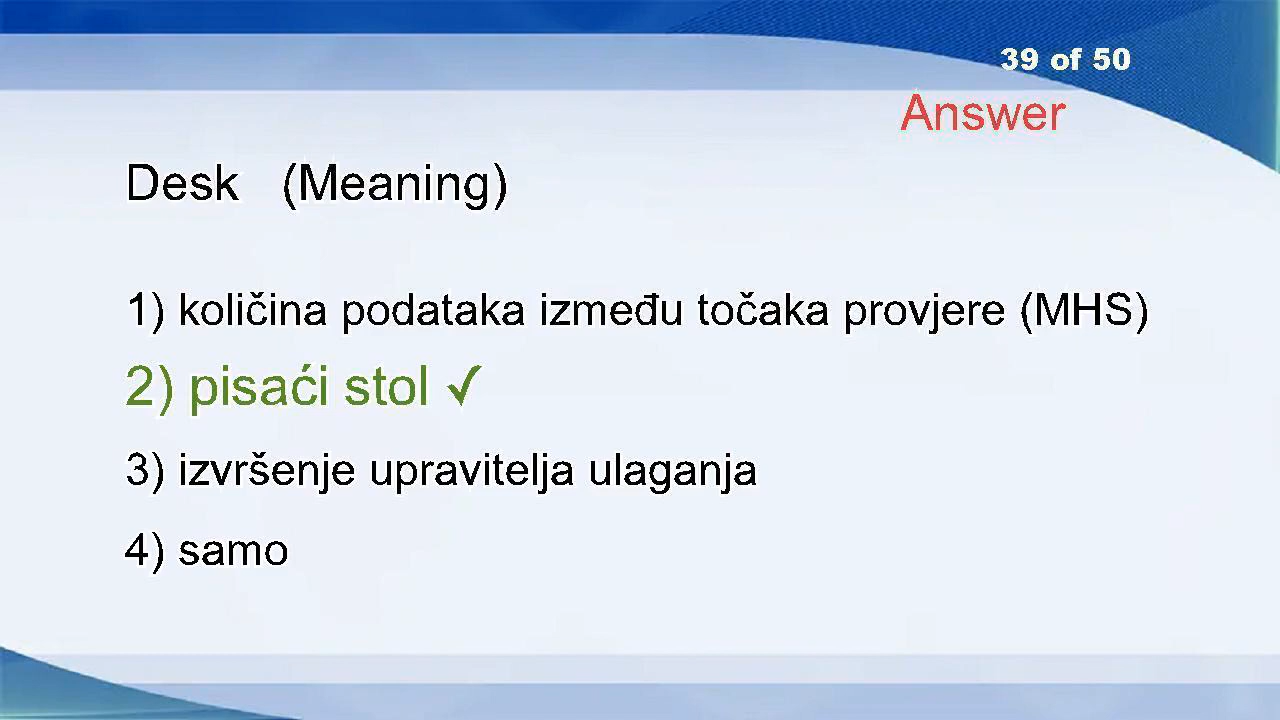 39 of 50
Answer
Desk (Meaning)
1) količina podataka između točaka provjere (MHS)
2) pisaći stol ✓
3) izvršenje upravitelja ulaganja
4) samo